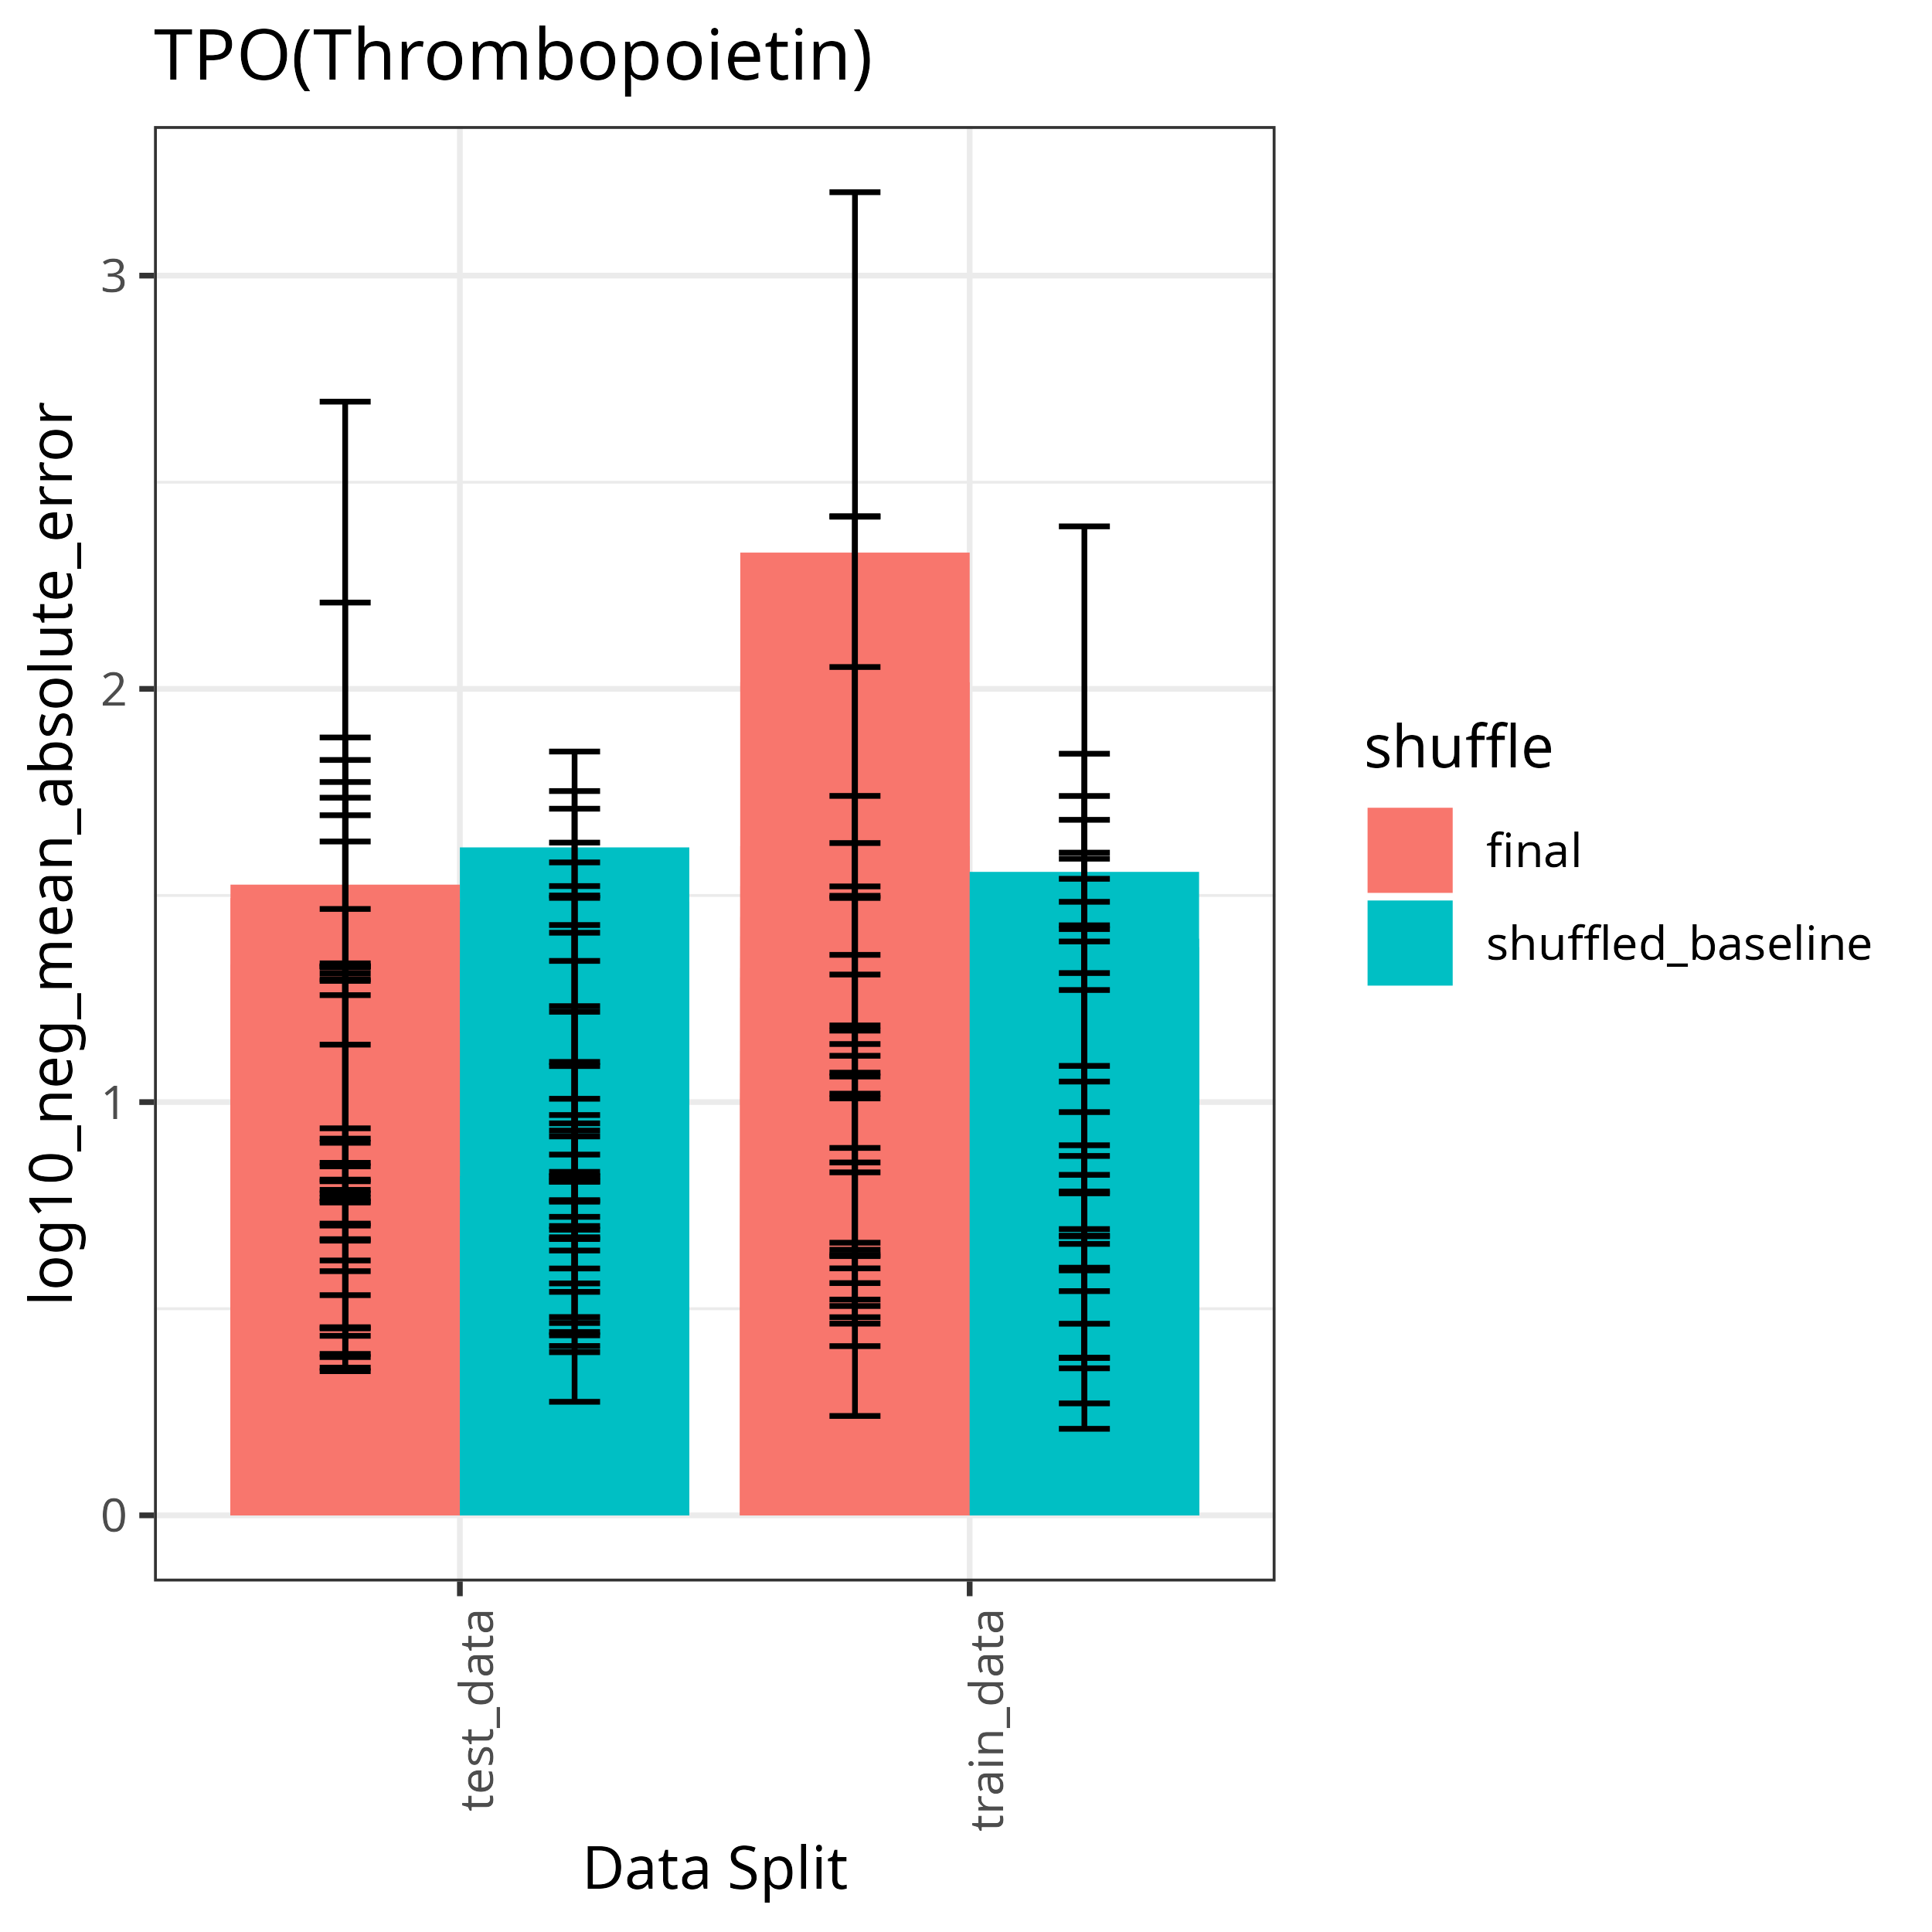 TPO(Thrombopoietin)
log10_neg_mean_absolute_error
3
2
1
0
test_data
train_data
Data Split
shuffle
final
shuffled_baseline